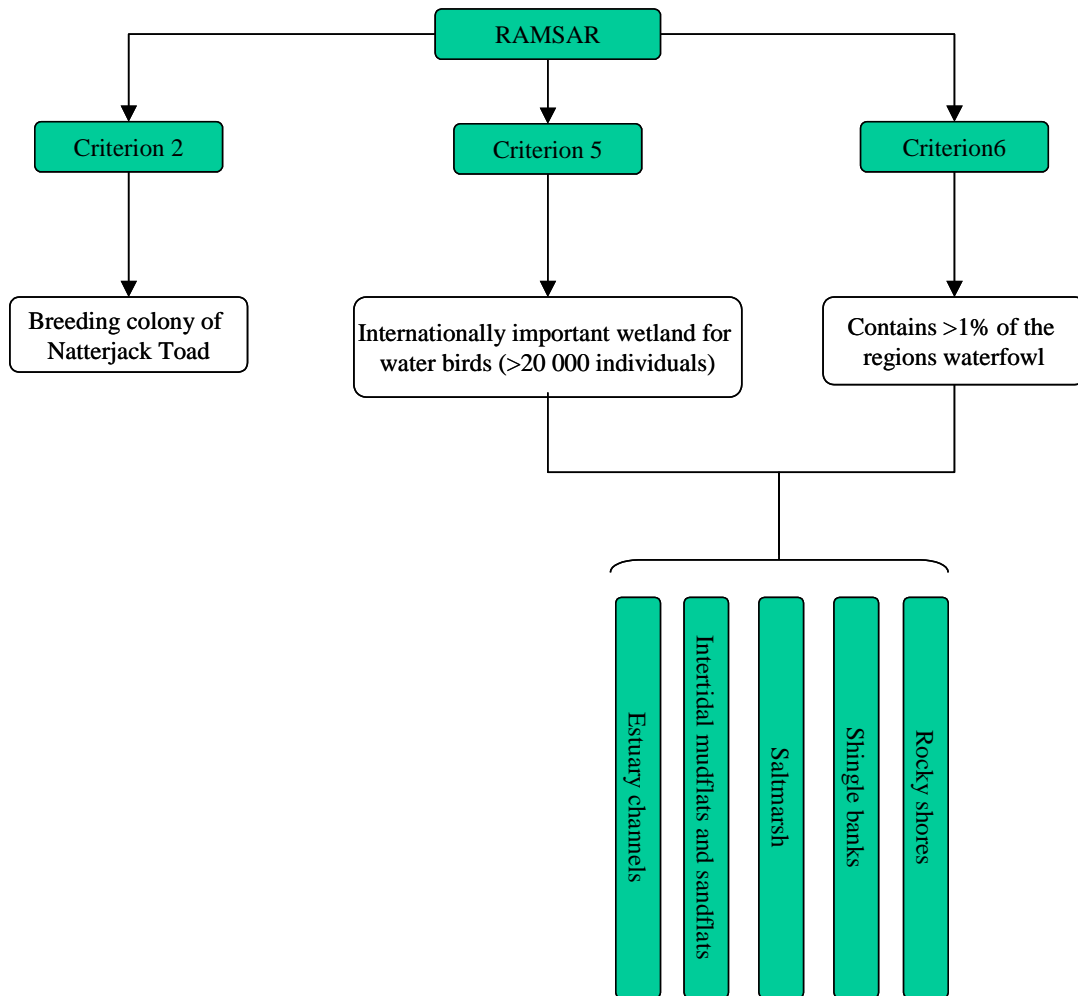 RAMSAR
Criterion 2
Criterion 5
Criterion6
Breeding colony of
Natterjack Toad
Internationally important wetland for
water birds (>20 000 individuals)
Contains >1% of the
regions waterfowl
Estuary channels
Intertidal mudflats and sandflats
Saltmarsh
Shingle banks
Rocky shores